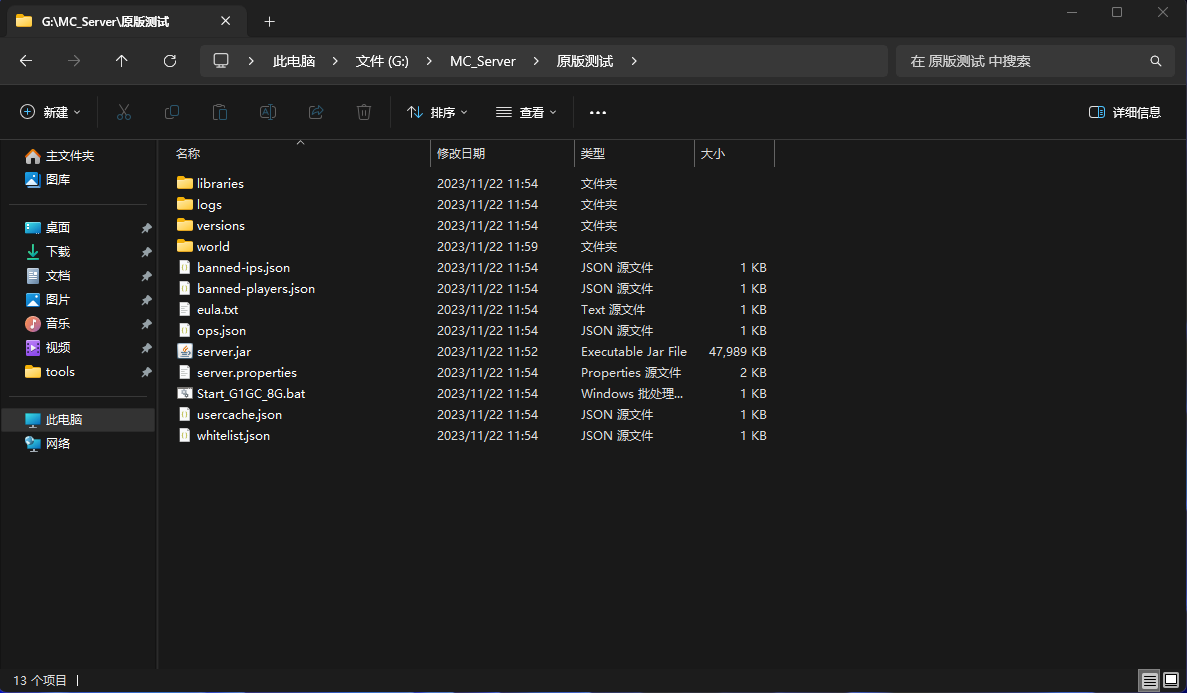 G:\MC_Server\原版测试
此电脑 文件 (G:) MC_Server 原版测试
在 原版测试 中搜索
新建 排序 查看 详细信息
主文件夹
图库
桌面
下载
文档
图片
音乐
视频
tools
此电脑
网络
名称 修改日期 类型 大小
libraries 2023/11/22 11:54 文件夹
logs 2023/11/22 11:54 文件夹
versions 2023/11/22 11:54 文件夹
world 2023/11/22 11:59 文件夹
banned-ips.json 2023/11/22 11:54 JSON 源文件 1 KB
banned-players.json 2023/11/22 11:54 JSON 源文件 1 KB
eula.txt 2023/11/22 11:54 Text 源文件 1 KB
ops.json 2023/11/22 11:54 JSON 源文件 1 KB
server.jar 2023/11/22 11:52 Executable Jar File 47,989 KB
server.properties 2023/11/22 11:54 Properties 源文件 2 KB
Start_G1GC_8G.bat 2023/11/22 11:54 Windows 批处理... 1 KB
usercache.json 2023/11/22 11:54 JSON 源文件 1 KB
whitelist.json 2023/11/22 11:54 JSON 源文件 1 KB
13 个项目